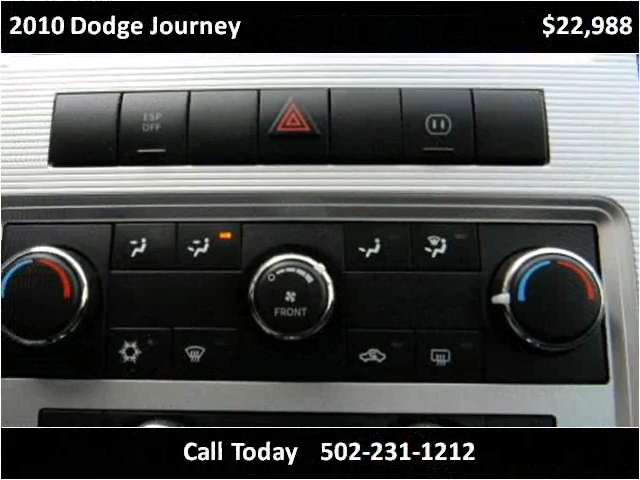 2010 Dodge Journey $22,988
ESP
OFF
FRONT
Call Today 502-231-1212